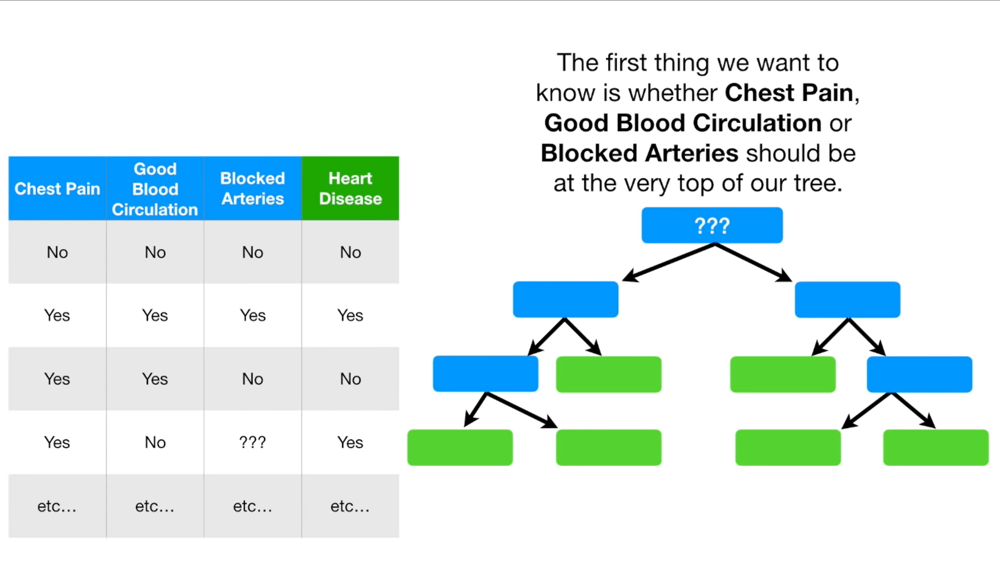 The first thing we want to
know is whether Chest Pain,
Good Blood Circulation or
Blocked Arteries should be
at the very top of our tree.
???
Chest Pain
Good
Blood
Circulation
Blocked
Arteries
Heart
Disease
No No No No
Yes Yes Yes Yes
Yes Yes No No
Yes No ??? Yes
etc... etc... etc... etc...